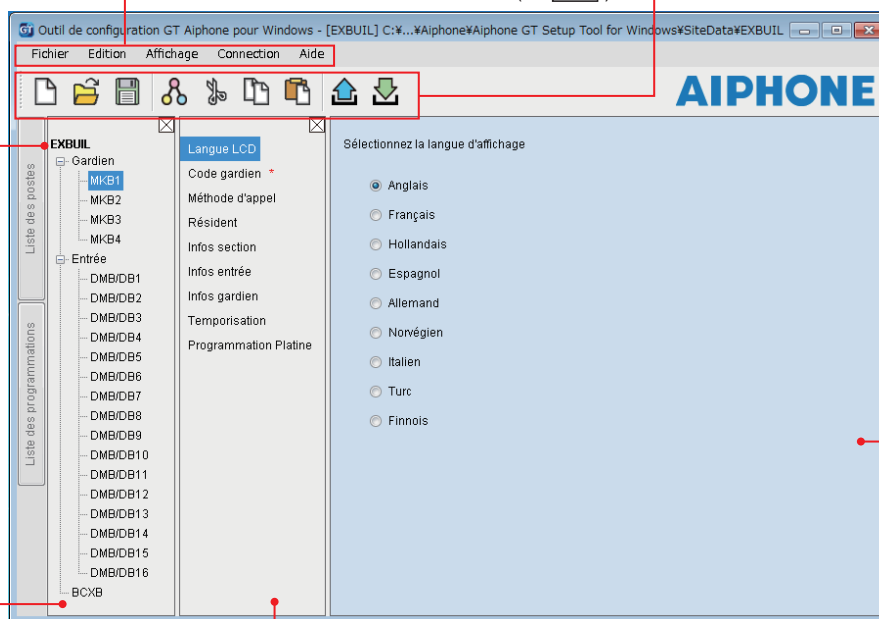 Outil de configuration GT Aiphone pour Windows - [EXBUIL] C:¥...¥Aiphone¥Aiphone GT Setup Tool for Windows¥SiteData¥EXBUIL
Fichier Edition Affichage Connection Aide
AIPHONE
Liste des postes
Liste des programmations
EXBUIL
Gardien
MKB1
MKB2
MKB3
MKB4
Entrée
DMB/DB1
DMB/DB2
DMB/DB3
DMB/DB4
DMB/DB5
DMB/DB6
DMB/DB7
DMB/DB8
DMB/DB9
DMB/DB10
DMB/DB11
DMB/DB12
DMB/DB13
DMB/DB14
DMB/DB15
DMB/DB16
BCXB
Langue LCD
Code gardien *
Méthode d'appel
Résident
Infos section
Infos entrée
Infos gardien
Temporisation
Programmation Platine
Sélectionnez la langue d'affichage
Anglais
Français
Hollandais
Espagnol
Allemand
Norvégien
Italien
Turc
Finnois